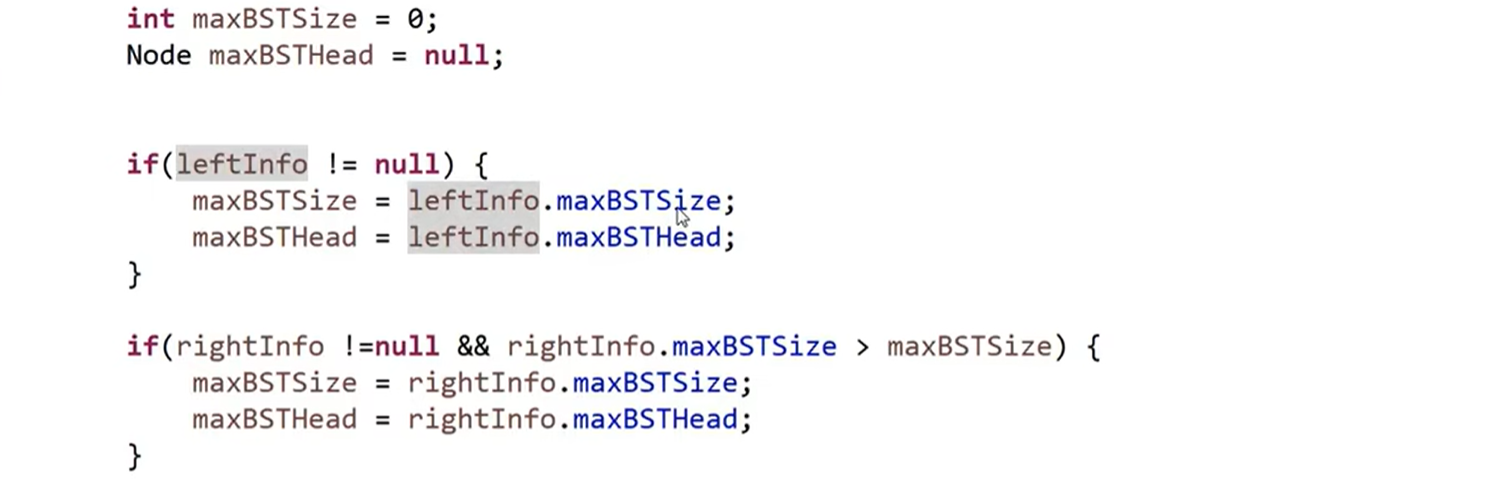 int maxBSTSize = 0;
Node maxBSTHead = null;
if(leftInfo != null) {
maxBSTSize = leftInfo.maxBSTSize;
maxBSTHead = leftInfo.maxBSTHead;
}
if(rightInfo !=null && rightInfo.maxBSTSize > maxBSTSize) {
maxBSTSize = rightInfo.maxBSTSize;
maxBSTHead = rightInfo.maxBSTHead;
}